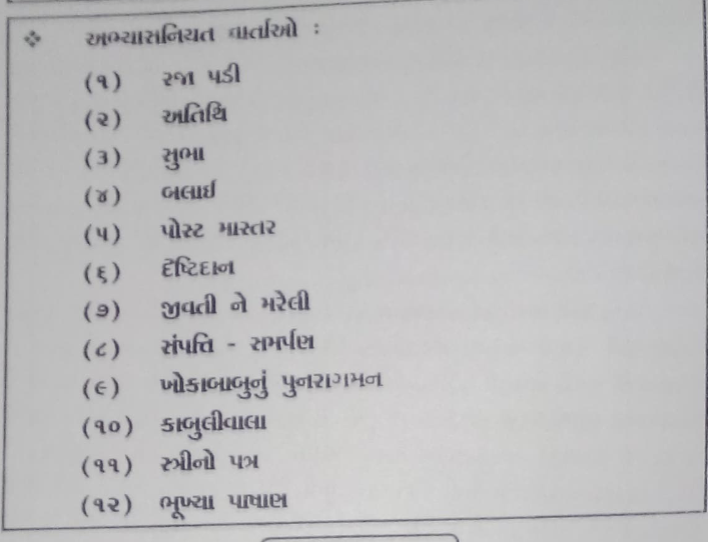 ❖ અભ્યાસનિયત વાર્તાઓ :
(૧) રજા પડી
(૨) અતિથિ
(૩) સુભા
(૪) બલાઈ
(૫) પોસ્ટ માસ્તર
(૬) દૃષ્ટિદાન
(૭) જીવતી ને મરેલી
(૮) સંપત્તિ - સમર્પણ
(૯) ખોકાબાબુનું પુનરાગમન
(૧૦) કાબુલીવાલા
(૧૧) સ્ત્રીનો પત્ર
(૧૨) ભૂખ્યા પાષાણ